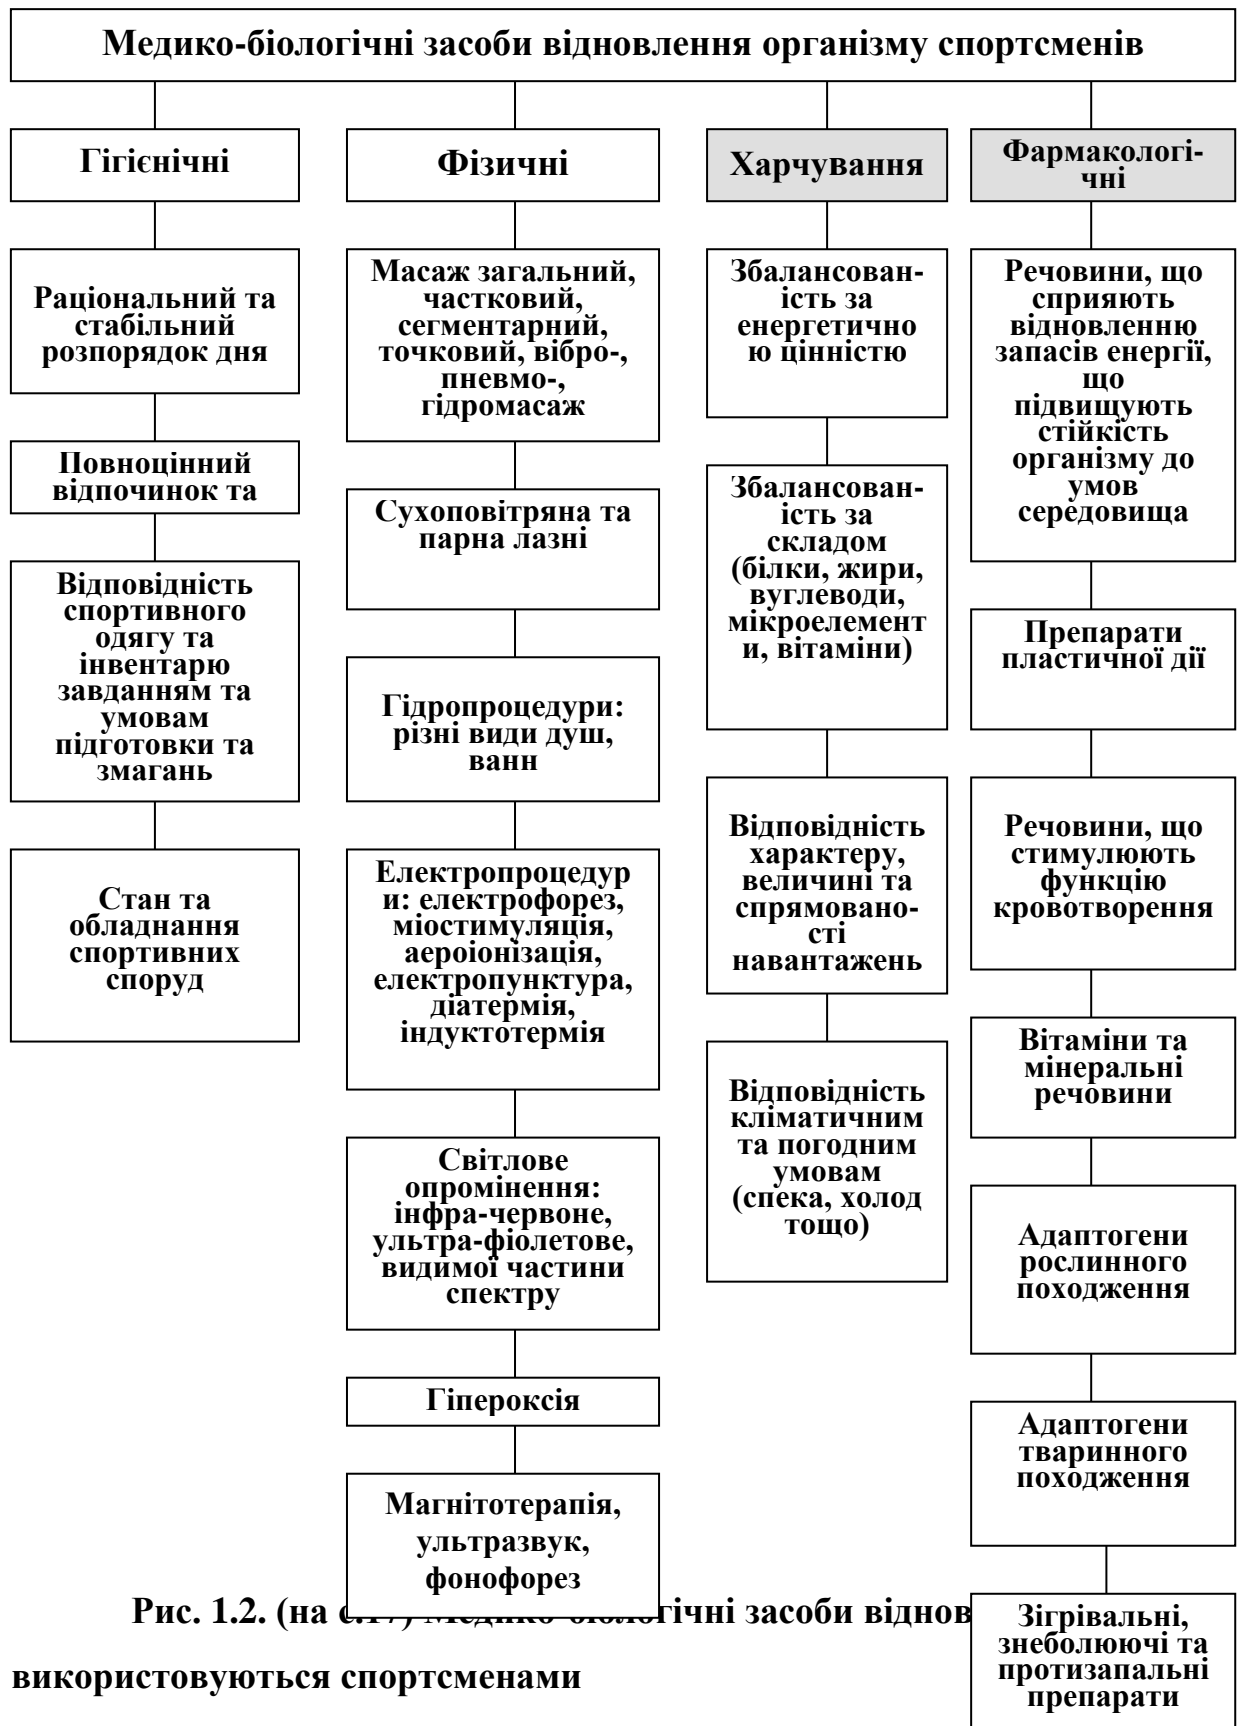 Медико-біологічні засоби відновлення організму спортсменів
Гігієнічні
Раціональний та
стабільний
розпорядок дня
Повноцінний
відпочинок та
Відповідність
спортивного
одягу та
інвентарю
завданням та
умовам
підготовки та
змагань
Стан та
обладнання
спортивних
споруд
Фізичні
Масаж загальний,
частковий,
сегментарний,
точковий, вібро-,
пневмо-,
гідромасаж
Сухоповітряна та
парна лазні
Гідропроцедури:
різні види душ,
ванн
Електропроцедур
и: електрофорез,
міостимуляція,
аероіонізація,
електропунктура,
діатермія,
індуктотермія
Світлове
опромінення:
інфра-червоне,
ультра-фіолетове,
видимої частини
спектру
Гіпероксія
Магнітотерапія,
ультразвук,
фонофорез
Харчування
Збалансован-
ість за
енергетично
ю цінністю
Збалансован-
ість за
складом
(білки, жири,
вуглеводи,
мікроелемент
и, вітаміни)
Відповідність
характеру,
величині та
спрямовано-
сті
навантажень
Відповідність
кліматичним
та погодним
умовам
(спека, холод
тощо)
Фармакологі-
чні
Речовини, що
сприяють
відновленню
запасів енергії,
що
підвищують
стійкість
організму до
умов
середовища
Препарати
пластичної дії
Речовини, що
стимулюють
функцію
кровотворення
Вітаміни та
мінеральні
речовини
Адаптогени
рослинного
походження
Адаптогени
тваринного
походження
Зігрівальні,
знеболюючі та
протизапальні
препарати
Рис. 1.2. (на с.17) Медико-біологічні засоби віднов
використовуються спортсменами